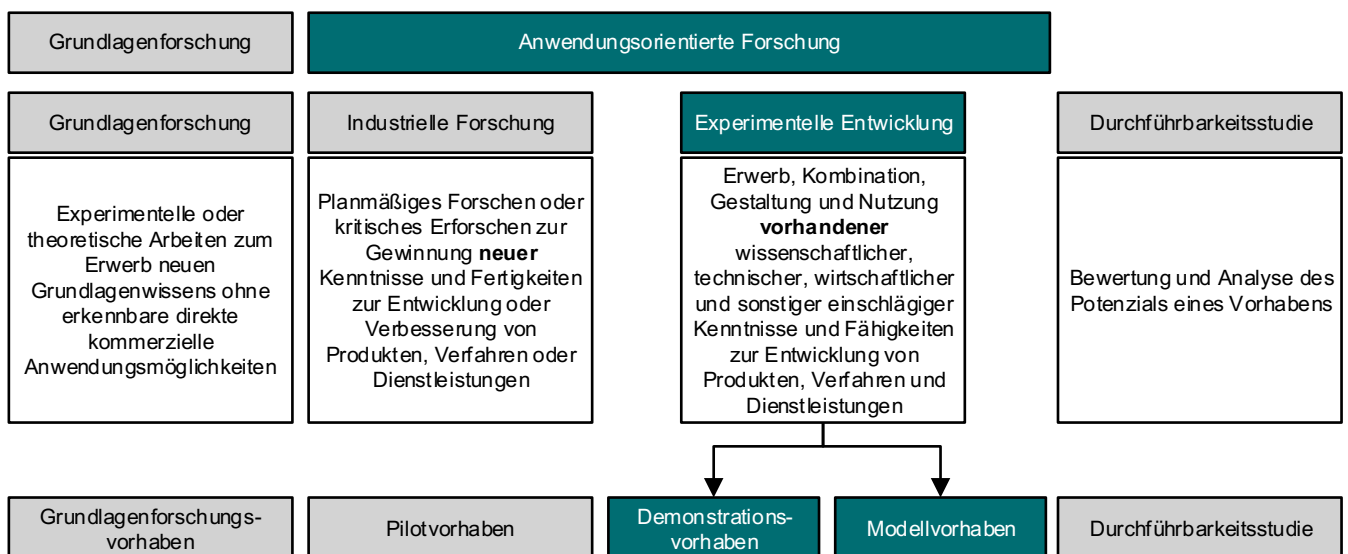 Grundlagenforschung
Anwendungsorientierte Forschung
Grundlagenforschung
Industrielle Forschung
Experimentelle Entwicklung
Durchführbarkeitsstudie
Experimentelle oder
theoretische Arbeiten zum
Erwerb neuen
Grundlagenwissens ohne
erkennbare direkte
kommerzielle
Anwendungsmöglichkeiten
Planmäßiges Forschen oder
kritisches Erforschen zur
Gewinnung neuer
Kenntnisse und Fertigkeiten
zur Entwicklung oder
Verbesserung von
Produkten, Verfahren oder
Dienstleistungen
Erwerb, Kombination,
Gestaltung und Nutzung
vorhandener
wissenschaftlicher,
technischer, wirtschaftlicher
und sonstiger einschlägiger
Kenntnisse und Fähigkeiten
zur Entwicklung von
Produkten, Verfahren und
Dienstleistungen
Bewertung und Analyse des
Potenzials eines Vorhabens
Grundlagenforschungs-
vorhaben
Pilotvorhaben
Demonstrations-
vorhaben
Modellvorhaben
Durchführbarkeitsstudie